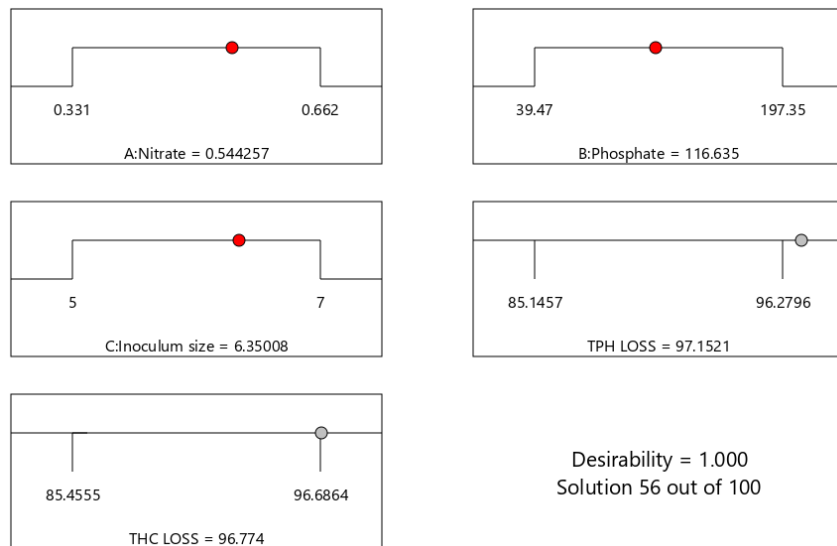 0.331
0.662
A:Nitrate = 0.544257
39.47
197.35
B:Phosphate = 116.635
5
7
C:Inoculum size = 6.35008
85.1457
96.2796
TPH LOSS = 97.1521
85.4555
96.6864
THC LOSS = 96.774
Desirability = 1.000
Solution 56 out of 100